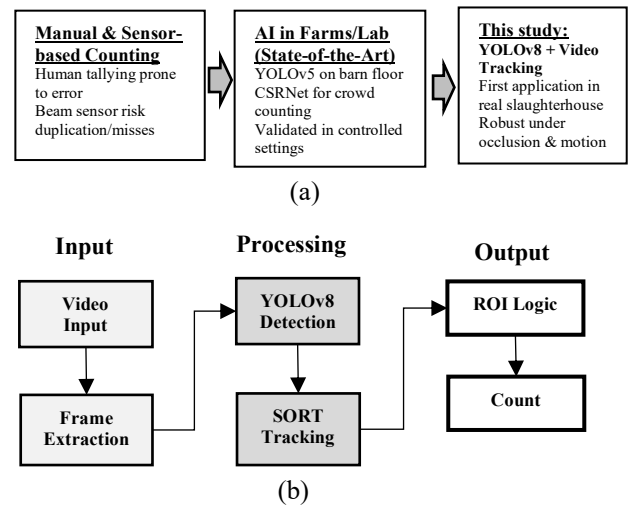 Manual & Sensor-
based Counting
Human tallying prone
to error
Beam sensor risk
duplication/misses
AI in Farms/Lab
(State-of-the-Art)
YOLOv5 on barn floor
CSRNet for crowd
counting
Validated in controlled
settings
This study:
YOLOv8 + Video
Tracking
First application in
real slaughterhouse
Robust under
occlusion & motion
(a)
Input
Processing
Output
Video
Input
Frame
Extraction
YOLOv8
Detection
SORT
Tracking
ROI Logic
Count
(b)